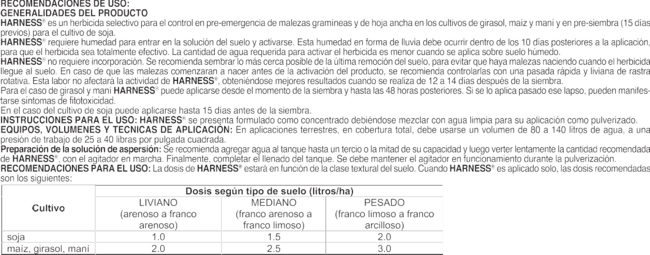 RECOMENDACIONES DE USO:
GENERALIDADES DEL PRODUCTO
HARNESS® es un herbicida selectivo para el control en pre-emergencia de malezas gramineas y de hoja ancha en los cultivos de girasol, maiz y mani y en pre-siembra (15 días
previos) para el cultivo de soja.
HARNESS® requiere humedad para entrar en la solución del suelo y activarse. Esta humedad en forma de lluvia debe ocurrir dentro de los 10 dias posteriores a la aplicación,
para que el herbicida sea totalmente efectivo. La cantidad de agua requerida para activar el herbicida es menor cuando se aplica sobre suelo húmedo.
HARNESS® no requiere incorporación. Se recomienda sembrar lo más cerca posible de la última remoción del suelo, para evitar que haya malezas naciendo cuando el herbicida
llegue al suelo. En caso de que las malezas comenzaran a nacer antes de la activación del producto, se recomienda controlarlas con una pasada rápida y liviana de rastra
rotativa. Esta labor no afectará la actividad de HARNESS®, obteniéndose mejores resultados cuando se realiza de 12 a 14 días después de la siembra.
Para el caso de girasol y mani HARNESS® puede aplicarse desde el momento de la siembra y hasta las 48 horas posteriores. Si se lo aplica pasado ese lapso, pueden manifes-
tarse sintomas de fitotoxicidad.
En el caso del cultivo de soja puede aplicarse hasta 15 dias antes de la siembra.
INSTRUCCIONES PARA EL USO: HARNESS® se presenta formulado como concentrado debiéndose mezclar con agua limpia para su aplicación como pulverizado.
EQUIPOS, VOLUMENES Y TECNICAS DE APLICACIÓN: En aplicaciones terrestres, en cobertura total, debe usarse un volumen de 80 a 140 litros de agua. a una
presión de trabajo de 25 a 40 libras por pulgada cuadrada.
Preparación de la solución de aspersión: Se recomienda agregar agua al tanque hasta un tercio o la mitad de su capacidad y luego verter lentamente la cantidad recomendada
de HARNESS®, con el agitador en marcha. Finalmente, completar el llenado del tanque. Se debe mantener el agitador en funcionamiento durante la pulverización.
RECOMENDACIONES PARA EL USO: La dosis de HARNESS® estará en función de la clase textural del suelo. Cuando HARNESS® es aplicado solo, las dosis recomendadas
son los siguientes:
Cultivo
Dosis según tipo de suelo (litros/ha)
LIVIANO MEDIANO PESADO
(arenoso a franco (franco arenoso a (franco limoso a franco
arenoso) franco limoso) arcilloso)
soja 1.0 1.5 2.0
maiz, girasol, mani 2.0 2.5 3.0